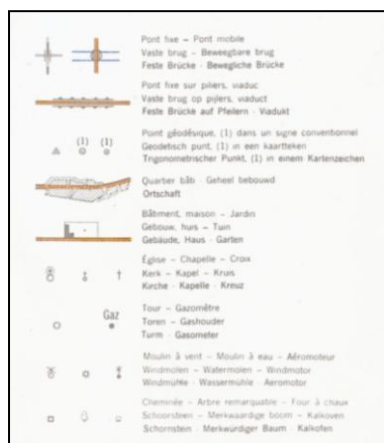 Pont fixe – Pont mobile
Vaste brug – Beweegbare brug
Feste Brücke - Bewegliche Brücke
Pont fixe sur piliers, viaduc
Vaste brug op pijlers, viaduct
Feste Brücke auf Pfeilern · Viadukt
(1) (1)
Point géodésique, (1) dans un signe conventionnel
Geodetisch punt, (1) in een kaartteken
Trigonometrischer Punkt, (1) in einem Kartenzeichen
Quartier bâti · Geheel bebouwd
Ortschaft
Bâtiment, maison – Jardin
Gebouw, huis – Tuin
Gebäude, Haus · Garten
Église – Chapelle – Croix
Kerk – Kapel – Kruis
Kirche · Kapelle · Kreuz
Gaz
Tour – Gazomètre
Toren – Gashouder
Turm · Gasometer
Moulin à vent – Moulin à eau – Aéromoteur
Windmolen – Watermolen – Windmotor
Windmühle · Wassermühle · Aeromotor
Cheminée – Arbre remarquable – Four à chaux
Schoorsteen – Merkwaardige boom – Kalkoven
Schornstein · Merkwürdiger Baum · Kalkofen